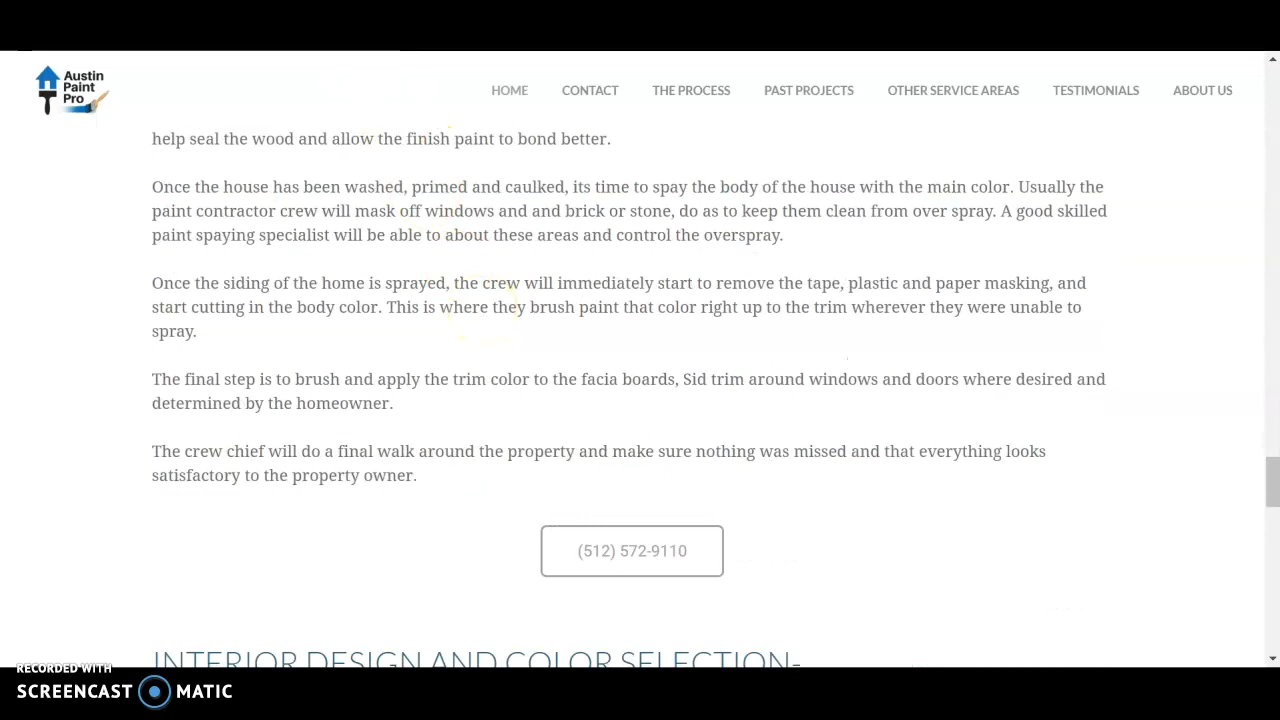 Austin
Paint
Pro
HOME CONTACT THE PROCESS PAST PROJECTS OTHER SERVICE AREAS TESTIMONIALS ABOUT US
help seal the wood and allow the finish paint to bond better.
Once the house has been washed, primed and caulked, its time to spay the body of the house with the main color. Usually the
paint contractor crew will mask off windows and and brick or stone, do as to keep them clean from over spray. A good skilled
paint spaying specialist will be able to about these areas and control the overspray.
Once the siding of the home is sprayed, the crew will immediately start to remove the tape, plastic and paper masking, and
start cutting in the body color. This is where they brush paint that color right up to the trim wherever they were unable to
spray.
The final step is to brush and apply the trim color to the facia boards, Sid trim around windows and doors where desired and
determined by the homeowner.
The crew chief will do a final walk around the property and make sure nothing was missed and that everything looks
satisfactory to the property owner.
(512) 572-9110
INTERIOR DESIGN AND COLOR SELECTION-
RECORDED WITH
SCREENCAST MATIC